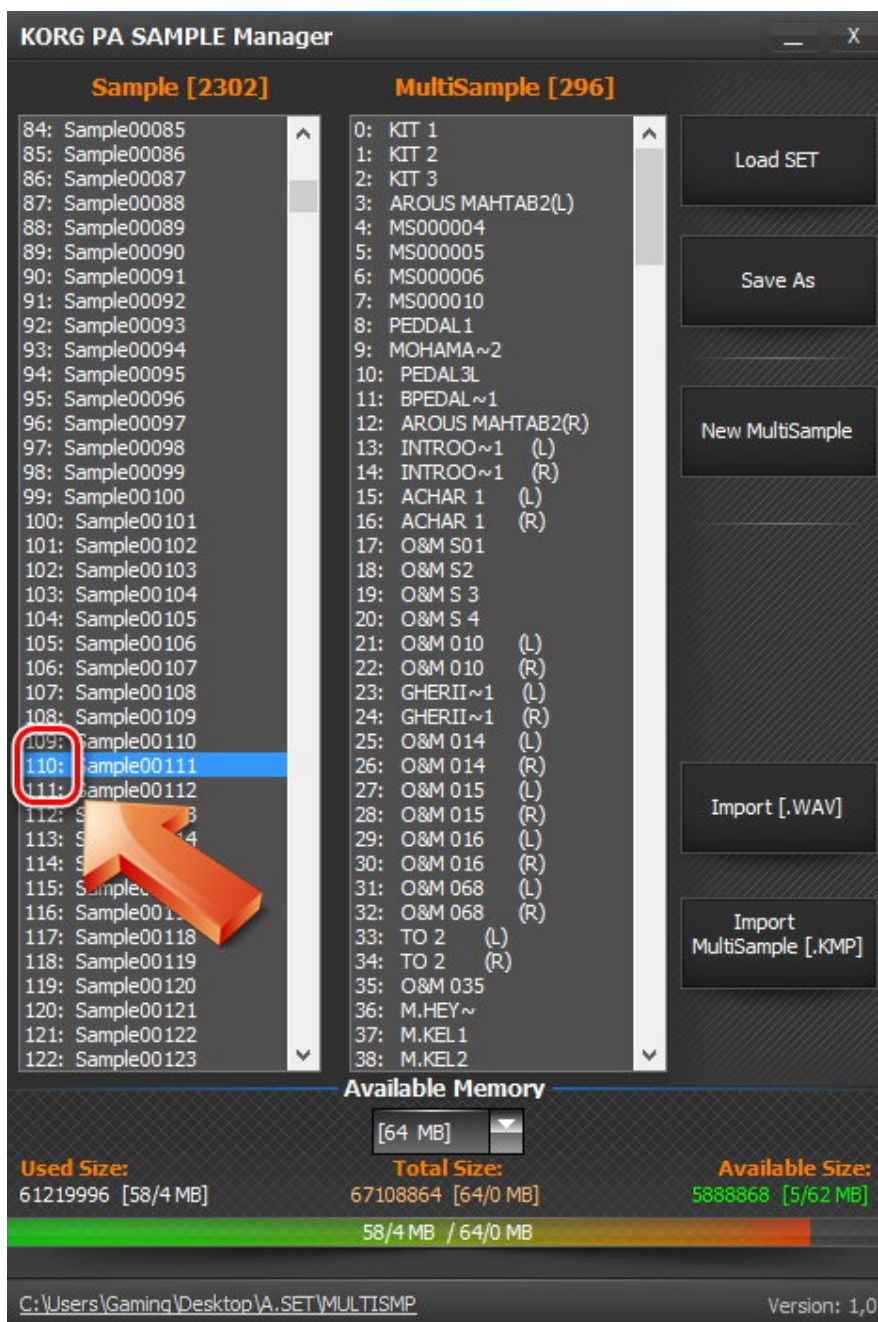 KORG PA SAMPLE Manager
_ X
Sample [2302]
84: Sample00085
85: Sample00086
86: Sample00087
87: Sample00088
88: Sample00089
89: Sample00090
90: Sample00091
91: Sample00092
92: Sample00093
93: Sample00094
94: Sample00095
95: Sample00096
96: Sample00097
97: Sample00098
98: Sample00099
99: Sample00100
100: Sample00101
101: Sample00102
102: Sample00103
103: Sample00104
104: Sample00105
105: Sample00106
106: Sample00107
107: Sample00108
108: Sample00109
109: Sample00110
110: Sample00111
111: Sample00112
112:
113:
114:
115:
116:
117: Sample00118
118: Sample00119
119: Sample00120
120: Sample00121
121: Sample00122
122: Sample00123
MultiSample [296]
0: KIT 1
1: KIT 2
2: KIT 3
3: AROUS MAHTAB2(L)
4: MS000004
5: MS000005
6: MS000006
7: MS000010
8: PEDDAL1
9: MOHAMA~2
10: PEDAL3L
11: BPEDAL~1
12: AROUS MAHTAB2(R)
13: INTROO~1 (L)
14: INTROO~1 (R)
15: ACHAR 1 (L)
16: ACHAR 1 (R)
17: O&M S01
18: O&M S2
19: O&M S 3
20: O&M S 4
21: O&M 010 (L)
22: O&M 010 (R)
23: GHERII~1 (L)
24: GHERII~1 (R)
25: O&M 014 (L)
26: O&M 014 (R)
27: O&M 015 (L)
28: O&M 015 (R)
29: O&M 016 (L)
30: O&M 016 (R)
31: O&M 068 (L)
32: O&M 068 (R)
33: TO 2 (L)
34: TO 2 (R)
35: O&M 035
36: M.HEY~
37: M.KEL1
38: M.KEL2
Load SET
Save As
New MultiSample
Import [.WAV]
Import
MultiSample [.KMP]
Available Memory
[64 MB]
Used Size:
61219996 [58/4 MB]
Total Size:
67108864 [64/0 MB]
Available Size:
5888868 [5/62 MB]
58/4 MB / 64/0 MB
C:\Users\Gaming\Desktop\A.SET\MULTISMP
Version: 1,0